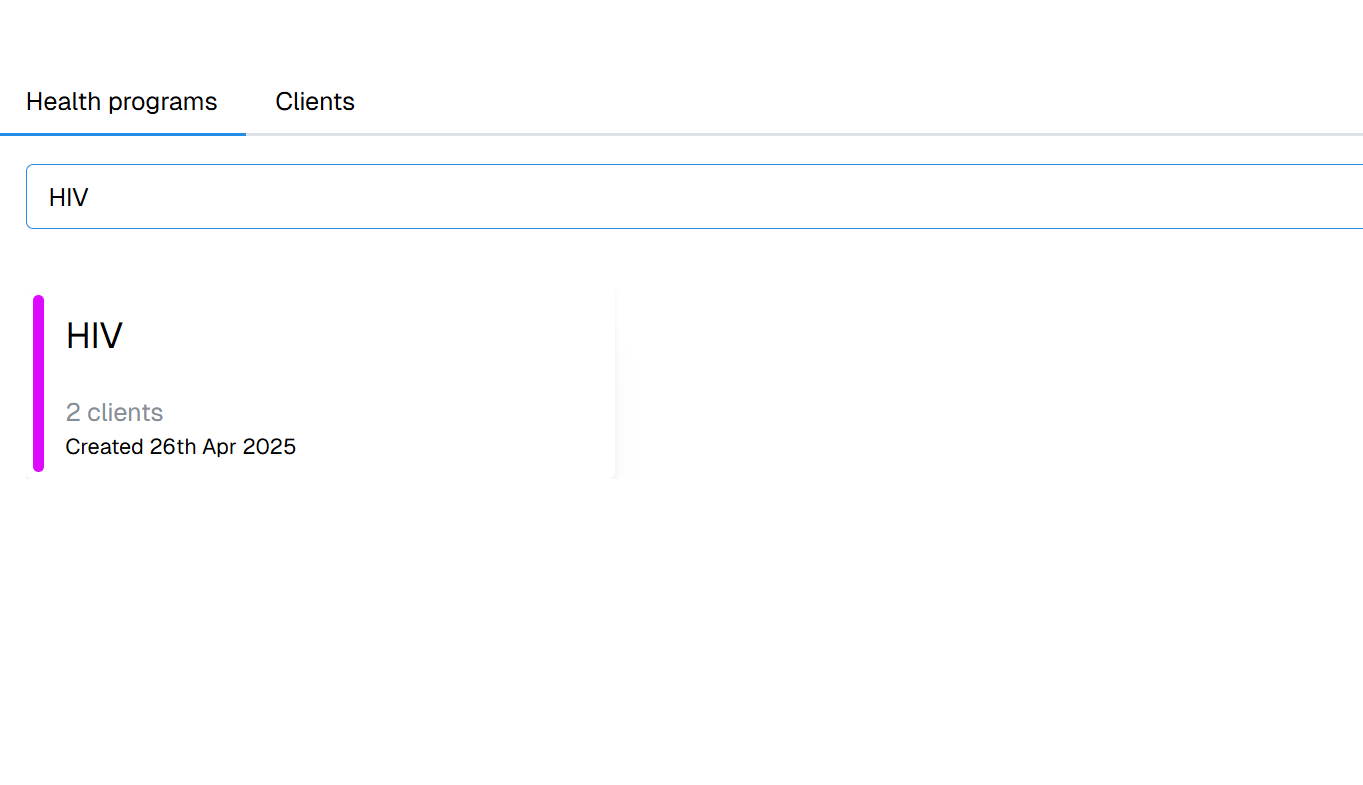 Health programs Clients
HIV
HIV
2 clients
Created 26th Apr 2025